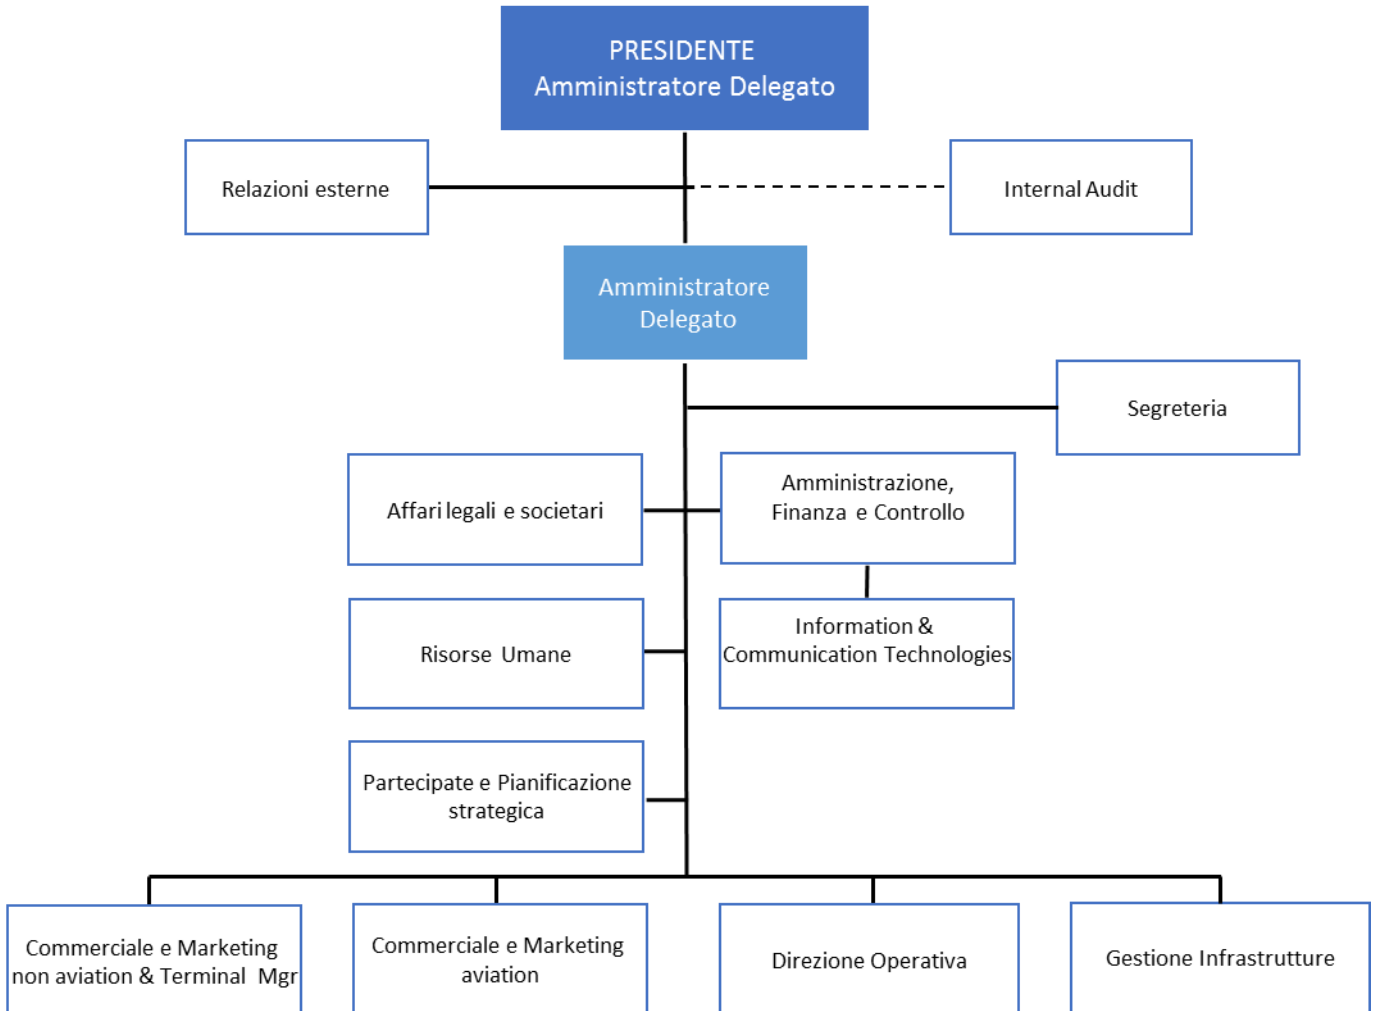 PRESIDENTE
Amministratore Delegato
Relazioni esterne
Internal Audit
Amministratore
Delegato
Segreteria
Affari legali e societari
Amministrazione,
Finanza e Controllo
Risorse Umane
Information &
Communication Technologies
Partecipate e Pianificazione
strategica
Commerciale e Marketing
non aviation & Terminal Mgr
Commerciale e Marketing
aviation
Direzione Operativa
Gestione Infrastrutture